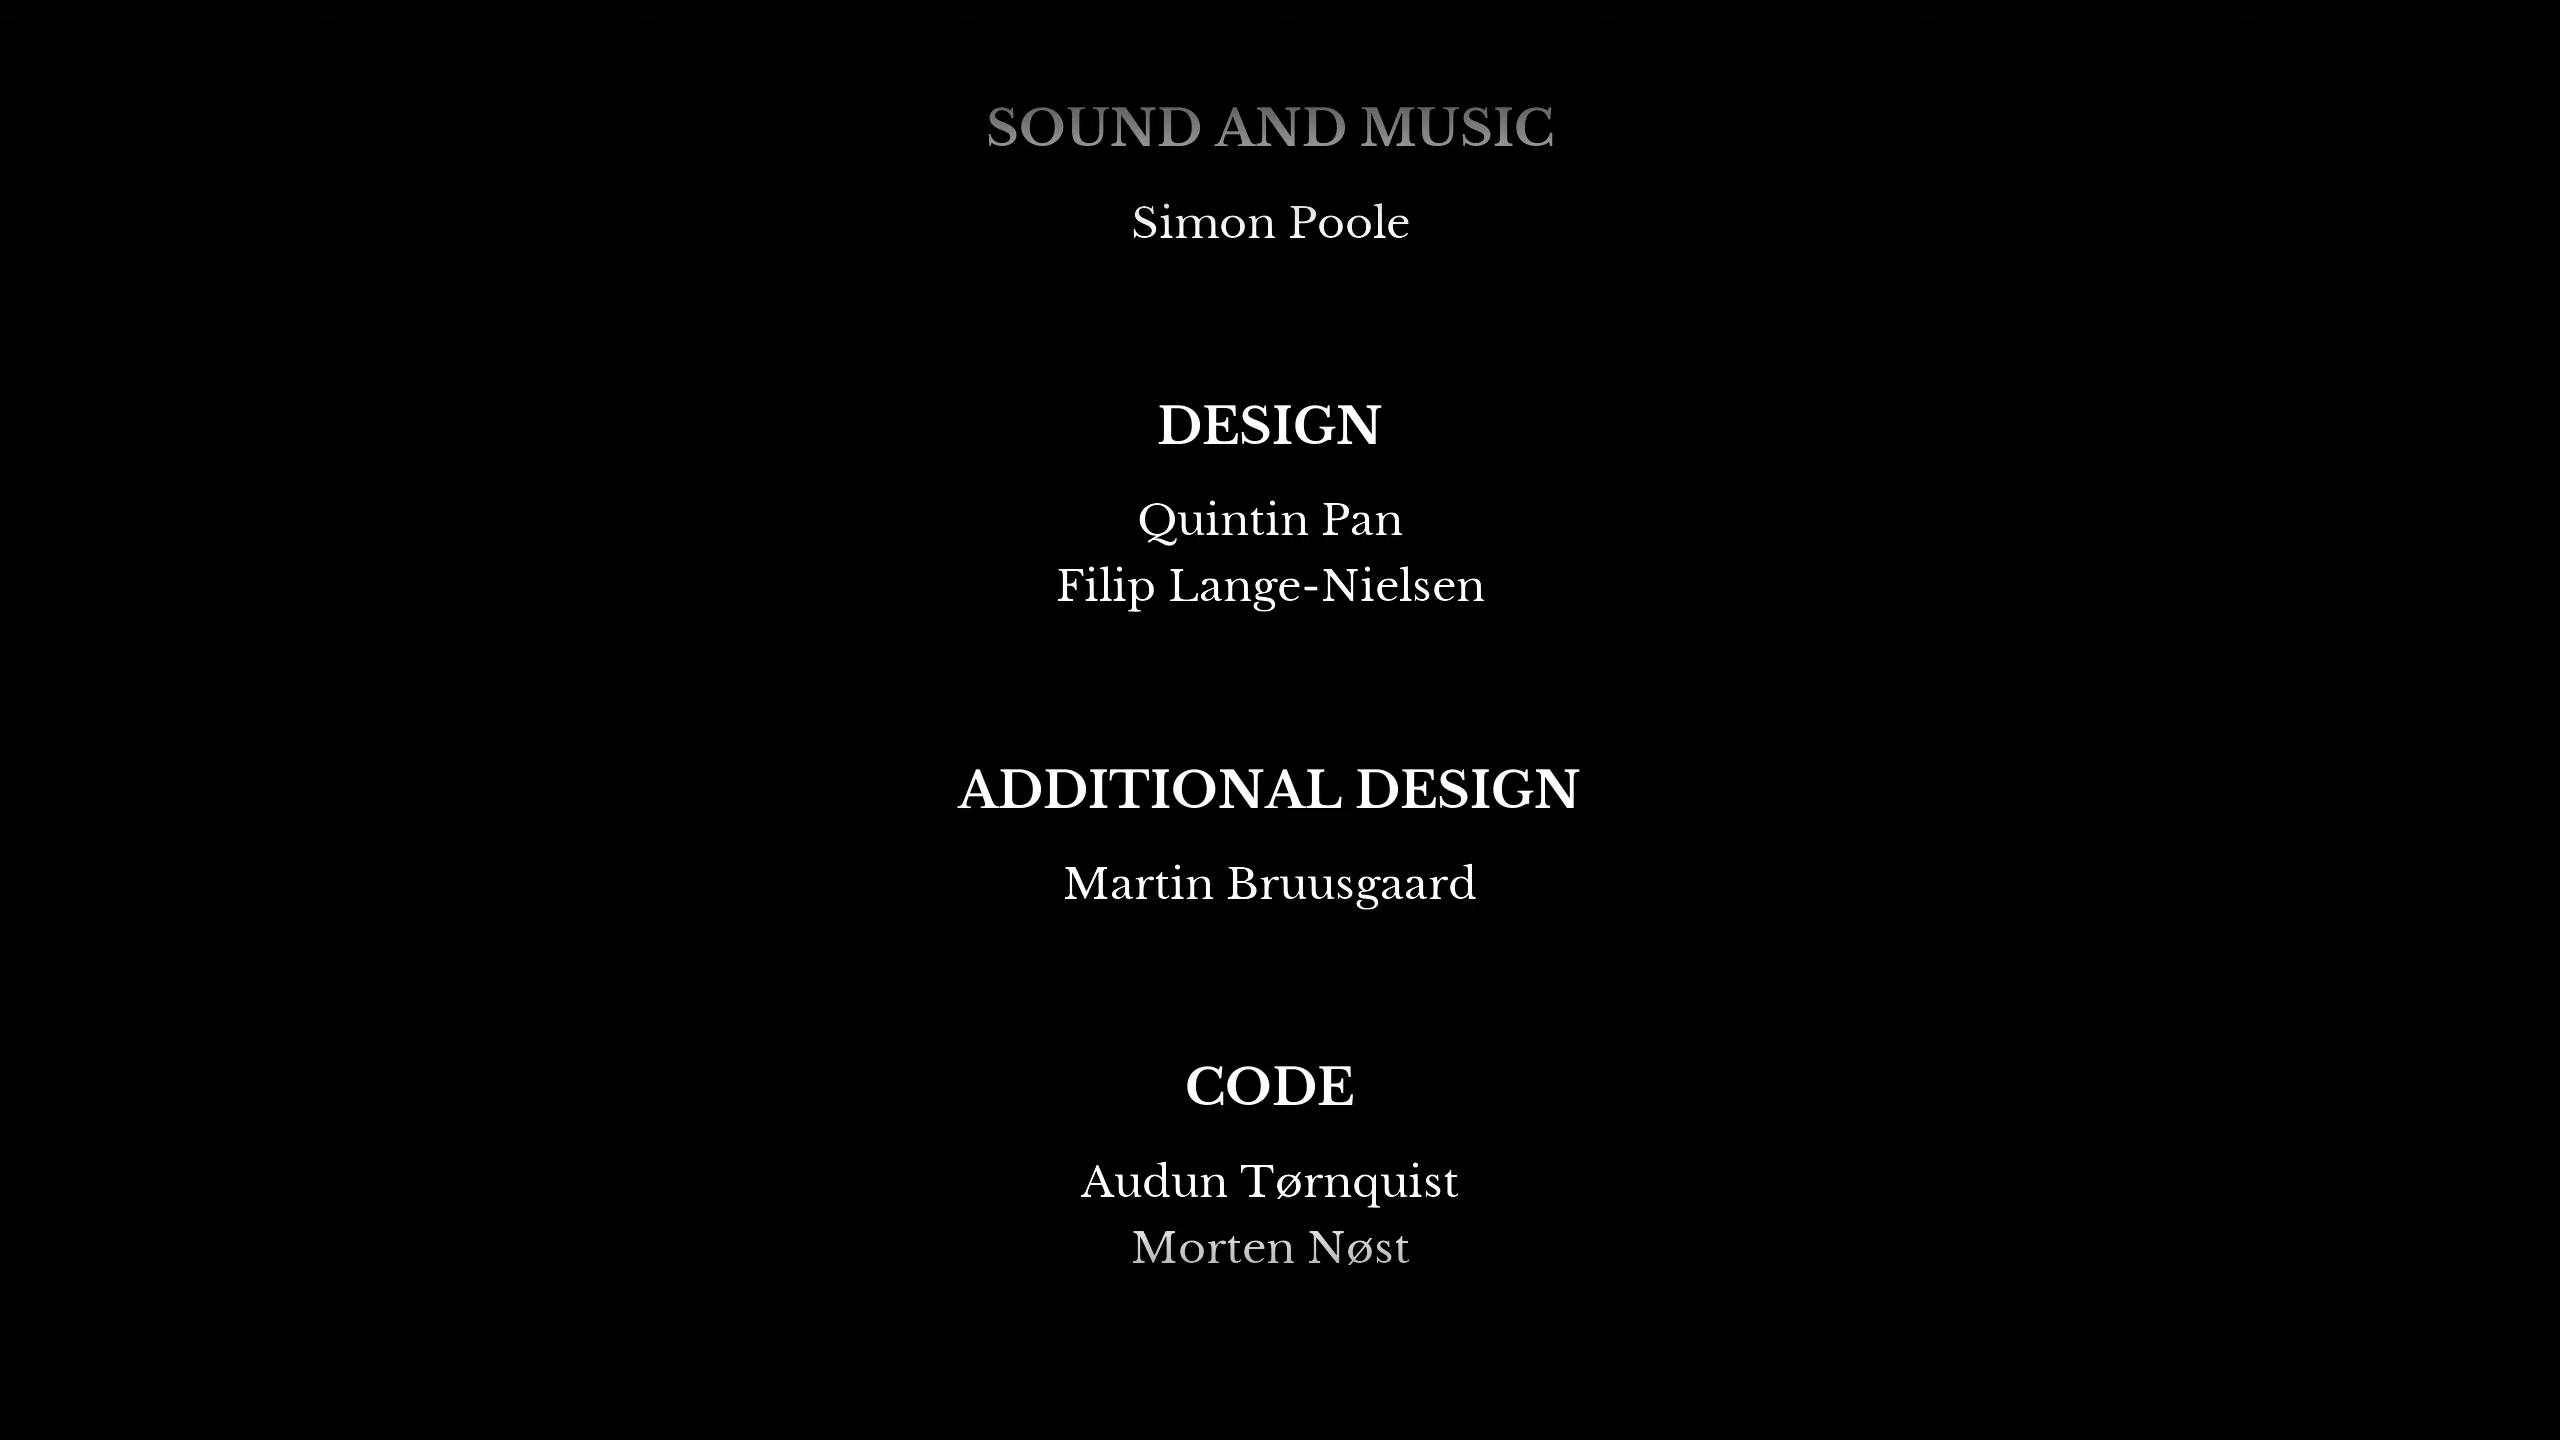 SOUND AND MUSIC
Simon Poole
DESIGN
Quintin Pan
Filip Lange-Nielsen
ADDITIONAL DESIGN
Martin Bruusgaard
CODE
Audun Tørnquist
Morten Nøst